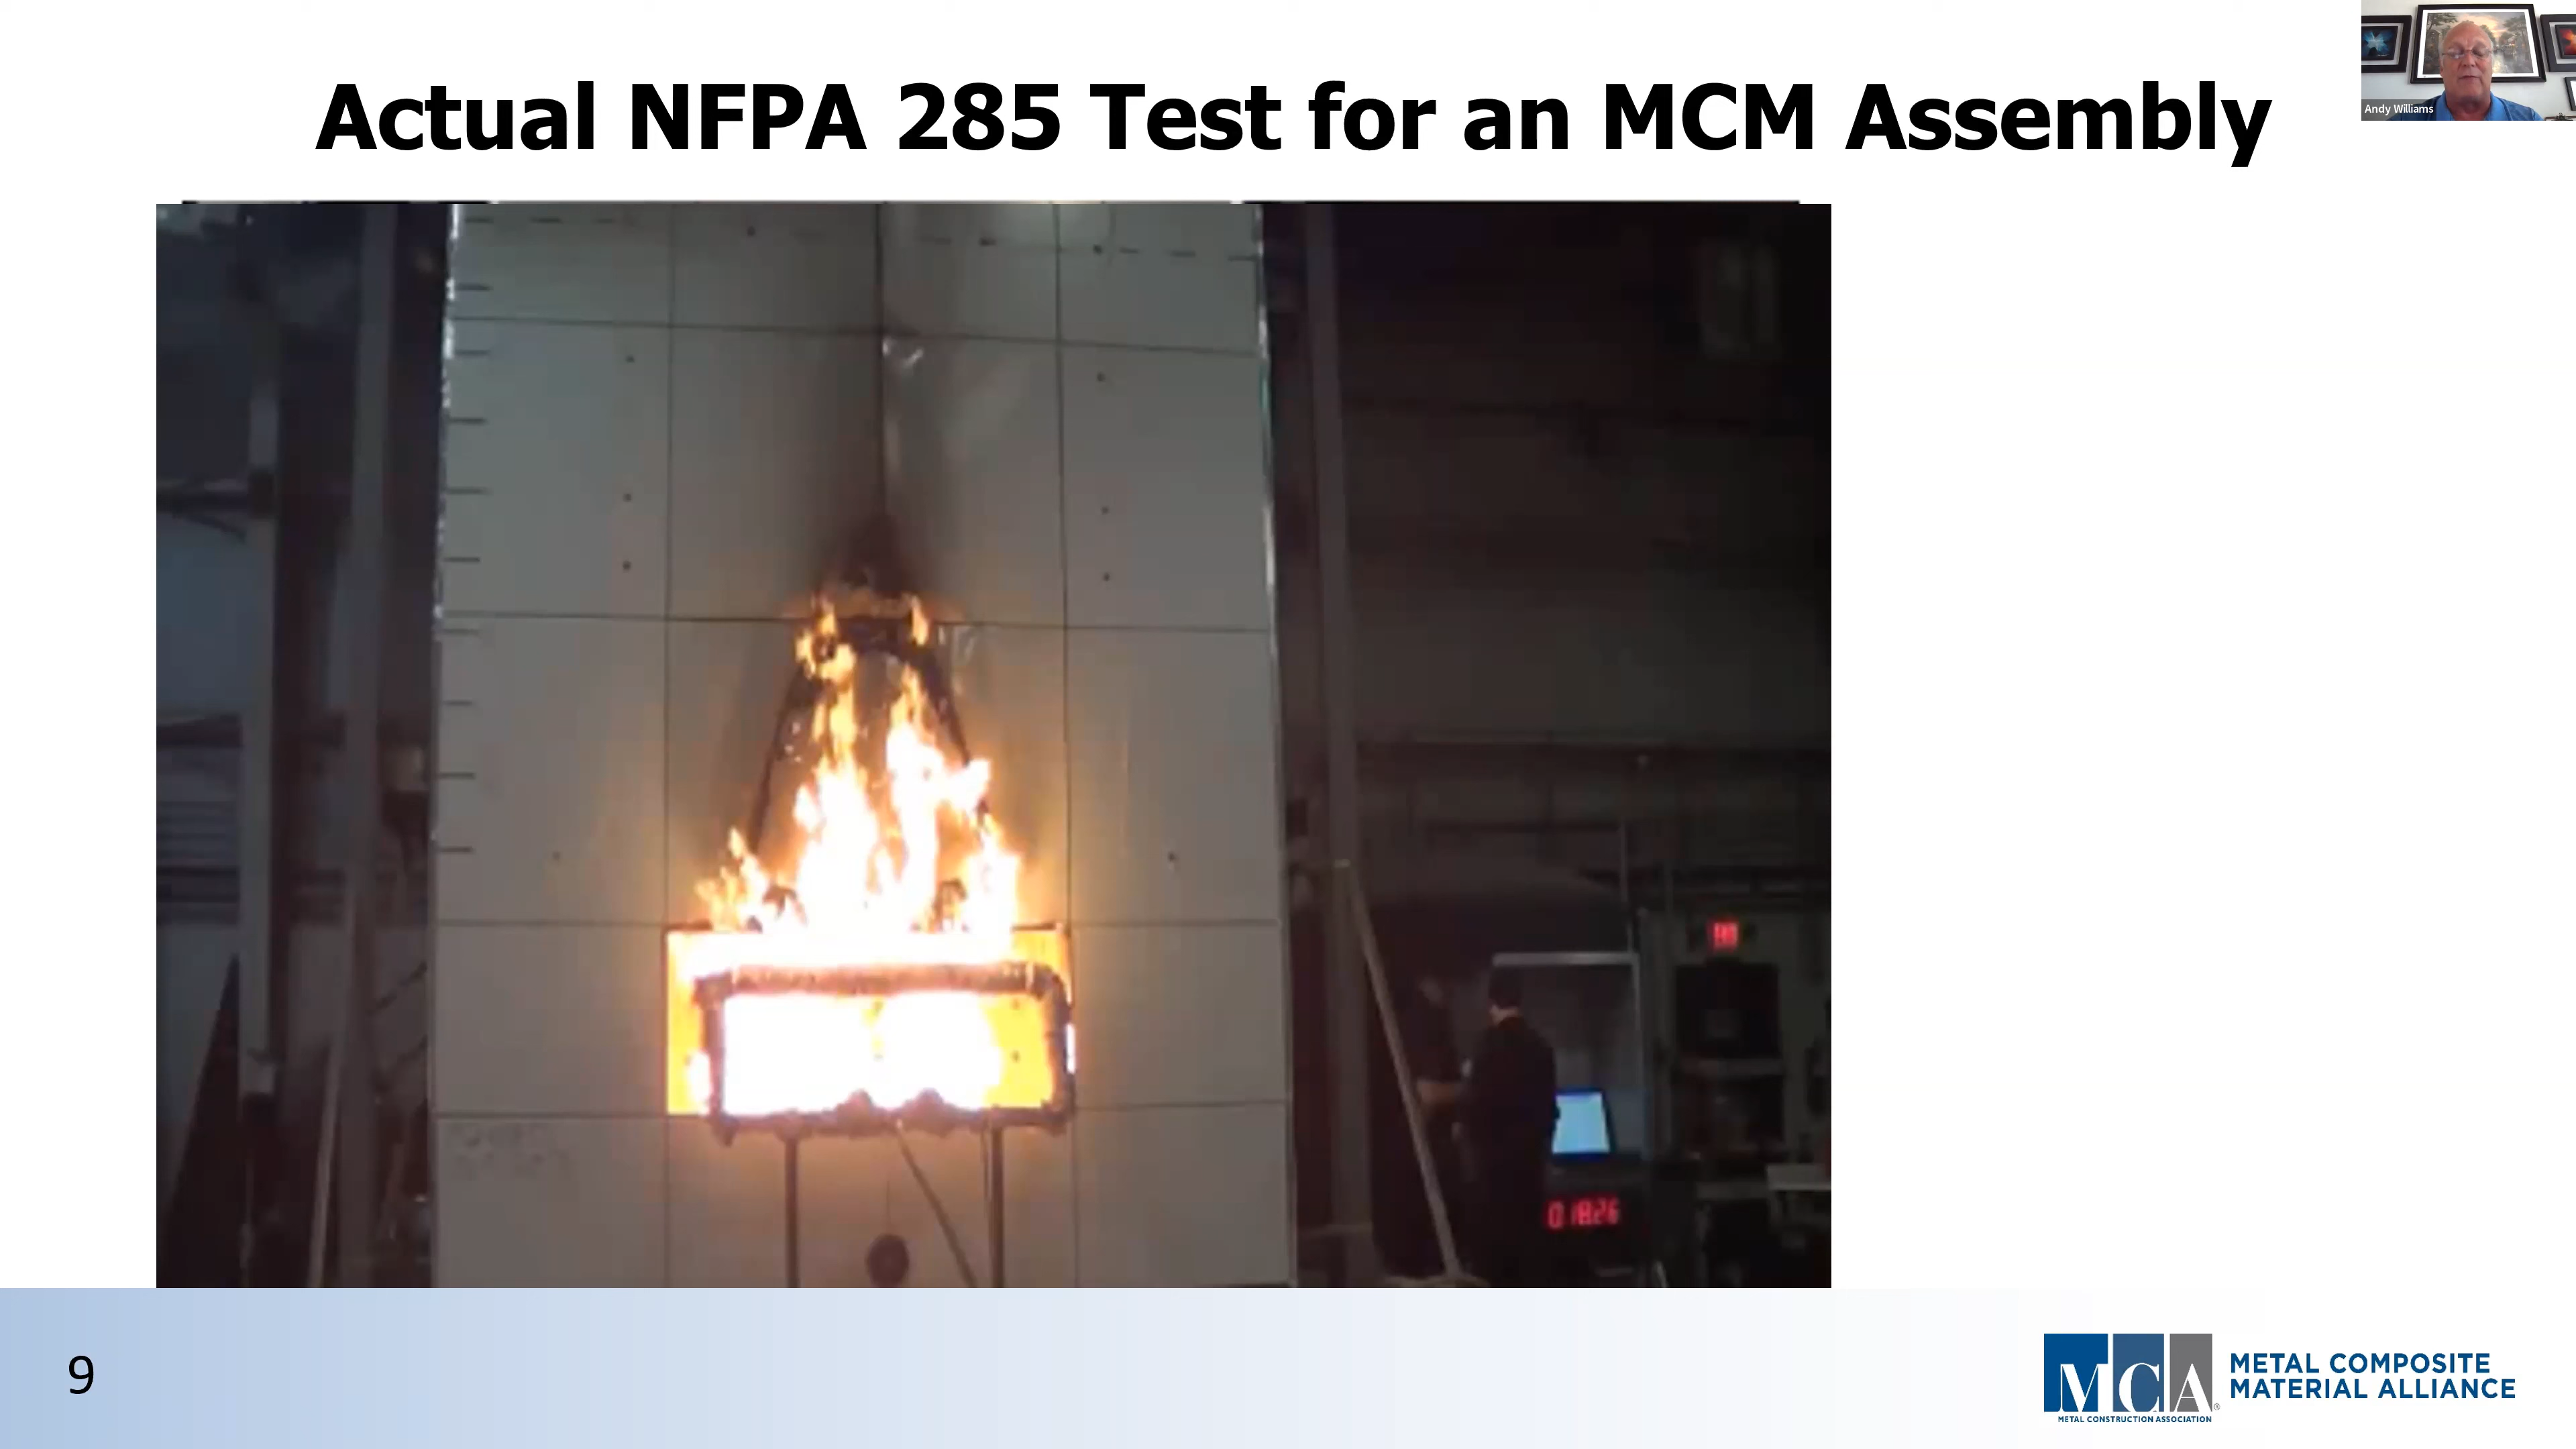 Actual NFPA 285 Test for an MCM Assembly
Andy Williams
0 18:26
9
MCA
METAL CONSTRUCTION ASSOCIATION
METAL COMPOSITE
MATERIAL ALLIANCE